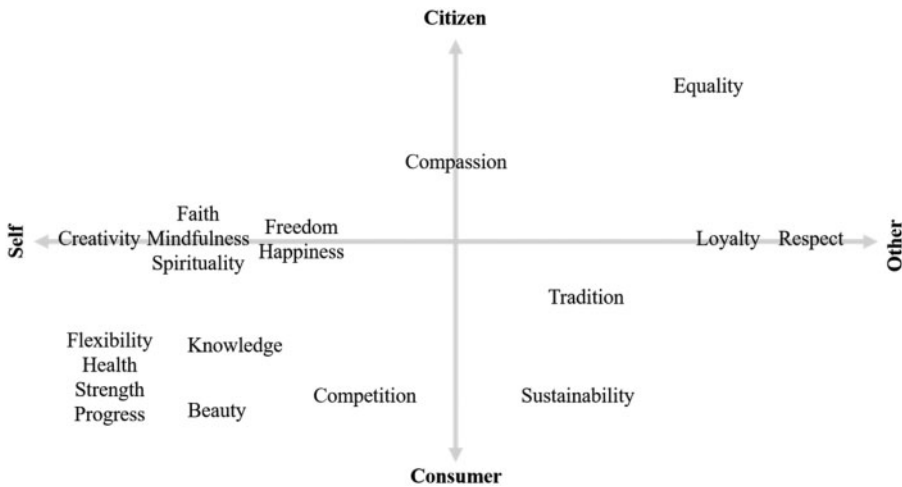 Citizen
Equality
Compassion
Faith
Freedom
Self
Creativity Mindfulness
Loyalty Respect
Other
Happiness
Spirituality
Tradition
Flexibility
Knowledge
Health
Strength
Competition
Sustainability
Progress
Beauty
Consumer